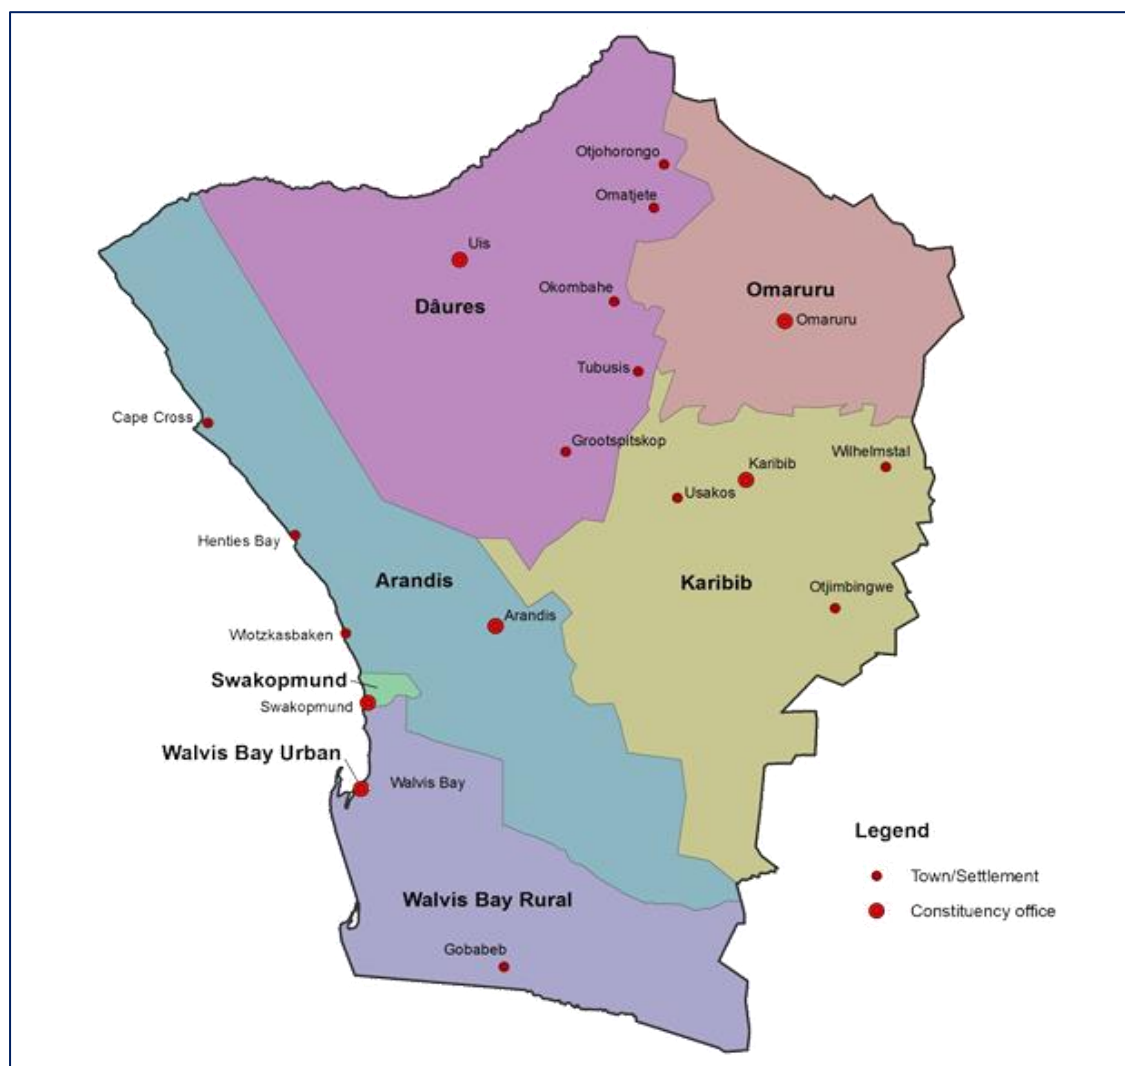 Otjohorongo
Omatjete
Uis
Okombahe
Omaruru
Dâures
Omaruru
Tubusis
Cape Cross
Grootspitskop
Wilhelmstal
Karibib
Usakos
Henties Bay
Arandis
Karibib
Otjimbingwe
Arandis
Wlotzkasbaken
Swakopmund
Swakopmund
Walvis Bay Urban
Walvis Bay
Legend
Town/Settlement
Walvis Bay Rural
Constituency office
Gobabeb